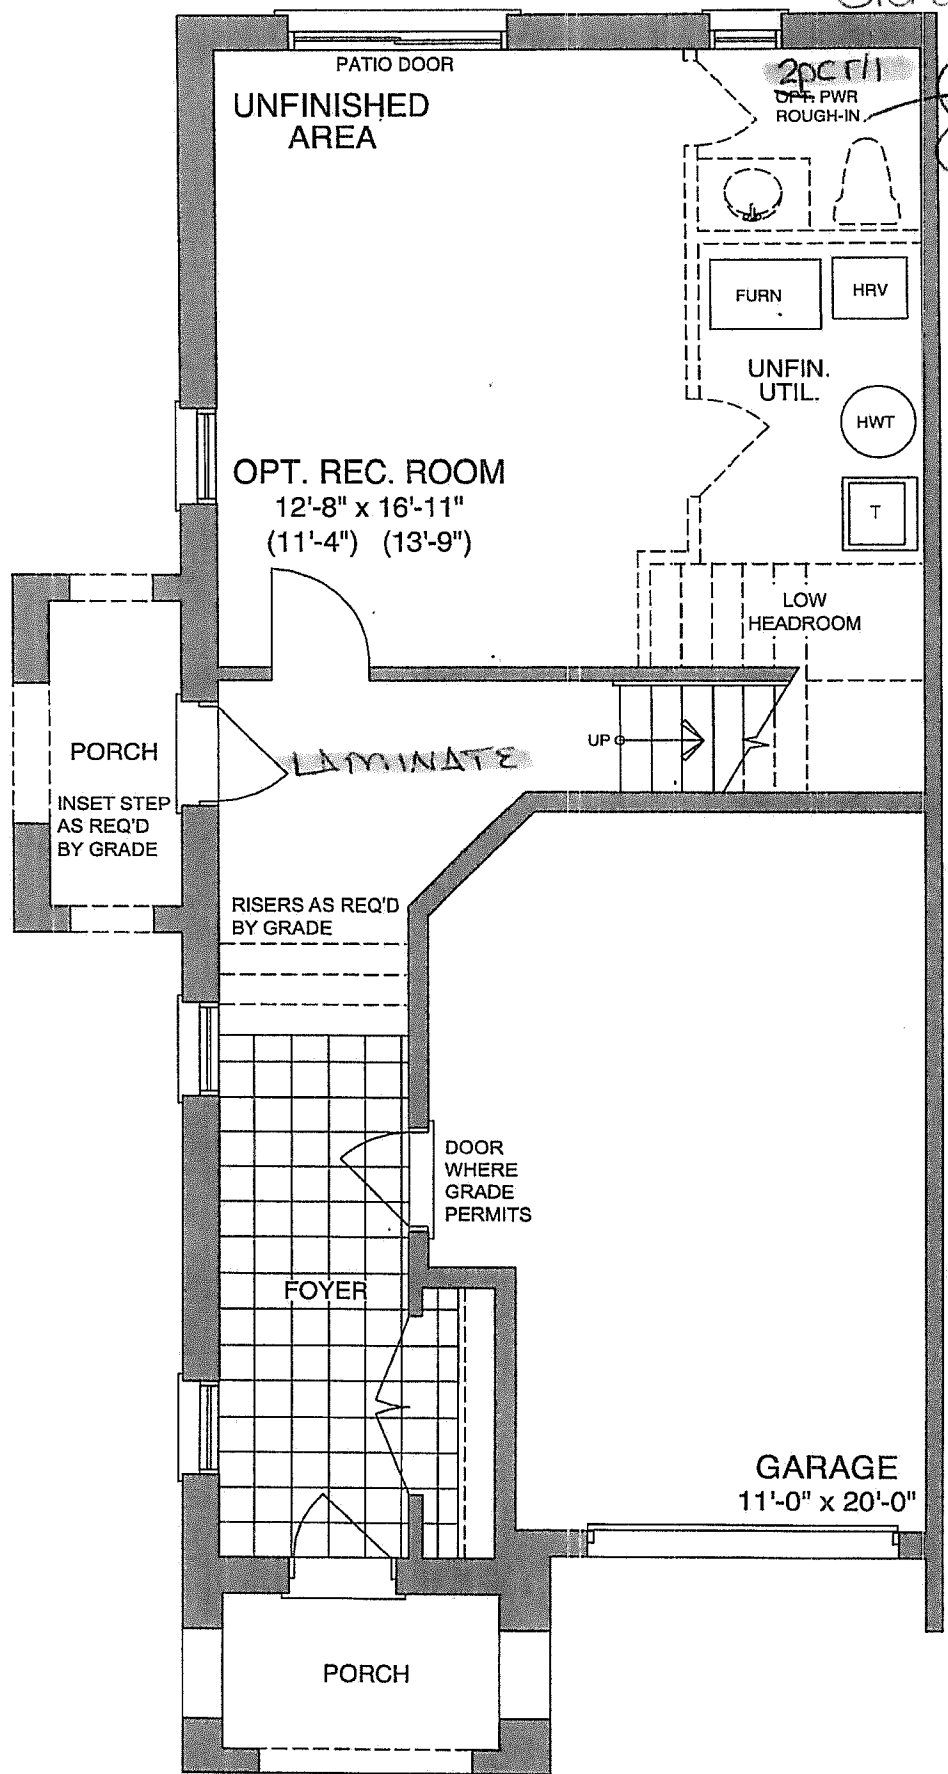 PATIO DOOR
UNFINISHED
AREA
2pc r/i
OPT. PWR
ROUGH-IN
FURN
HRV
UNFIN.
UTIL.
HWT
OPT. REC. ROOM
12'-8" x 16'-11"
(11'-4") (13'-9")
T
LOW
HEADROOM
PORCH
INSET STEP
AS REQ'D
BY GRADE
LAMINATE
UP
RISERS AS REQ'D
BY GRADE
DOOR
WHERE
GRADE
PERMITS
FOYER
GARAGE
11'-0" x 20'-0"
PORCH